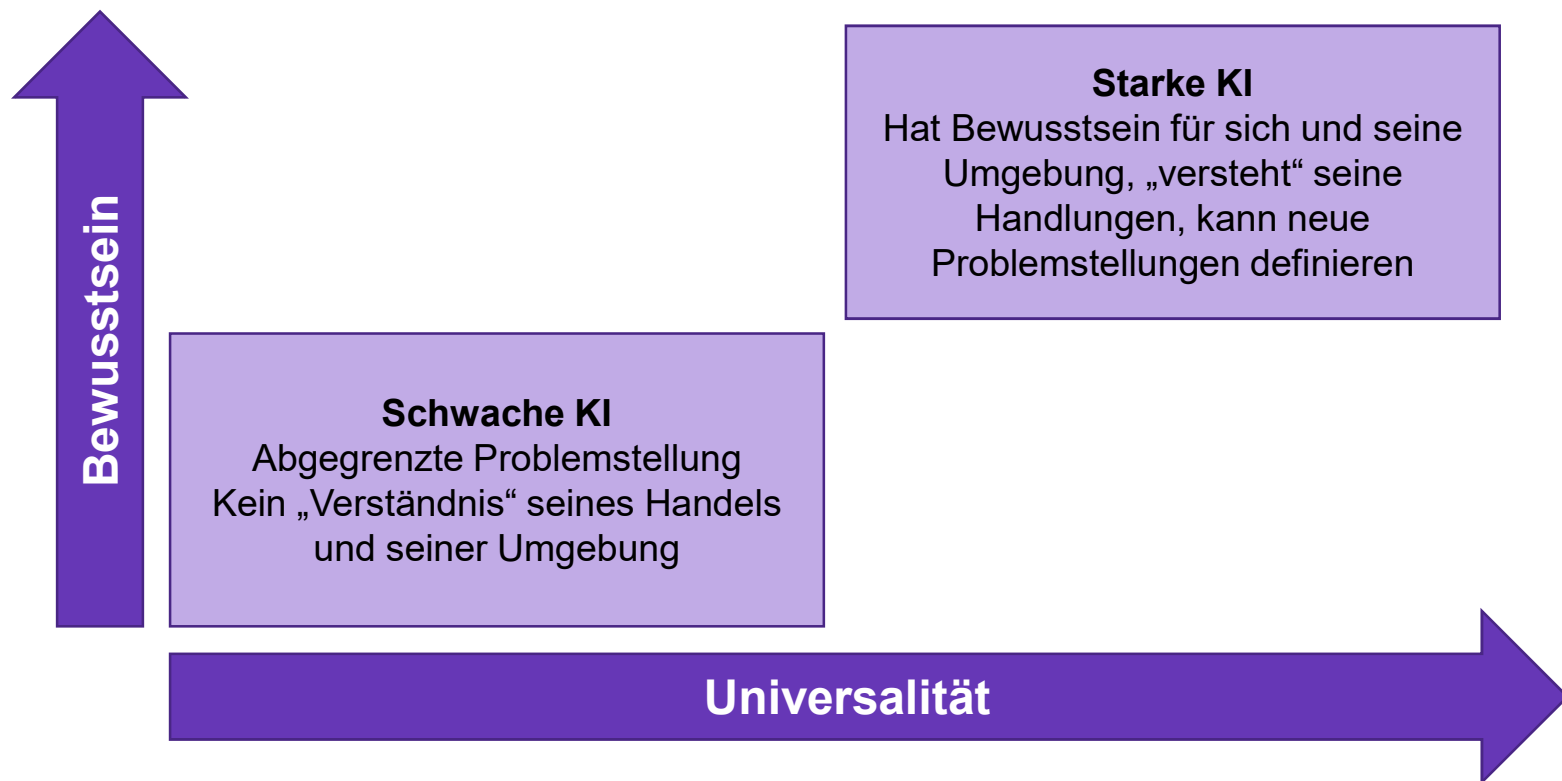 Bewusstsein
Starke KI
Hat Bewusstsein für sich und seine
Umgebung, „versteht“ seine
Handlungen, kann neue
Problemstellungen definieren
Schwache KI
Abgegrenzte Problemstellung
Kein „Verständnis“ seines Handels
und seiner Umgebung
Universalität